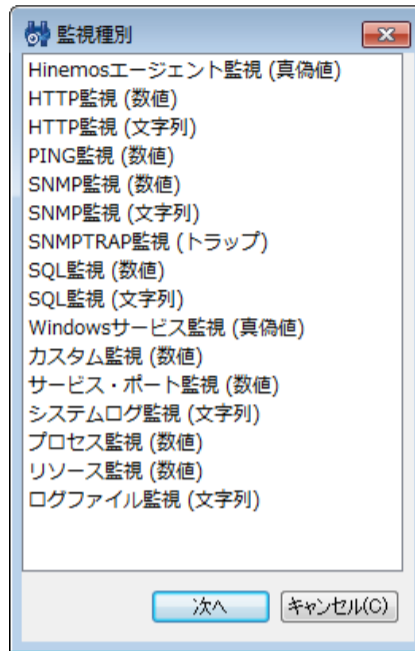 監視種別
Hinemosエージェント監視 (真偽値)
HTTP監視 (数値)
HTTP監視 (文字列)
PING監視 (数値)
SNMP監視 (数値)
SNMP監視 (文字列)
SNMPTRAP監視 (トラップ)
SQL監視 (数値)
SQL監視 (文字列)
Windowsサービス監視 (真偽値)
カスタム監視 (数値)
サービス・ポート監視 (数値)
システムログ監視 (文字列)
プロセス監視 (数値)
リソース監視 (数値)
ログファイル監視 (文字列)
次へ
キャンセル(C)